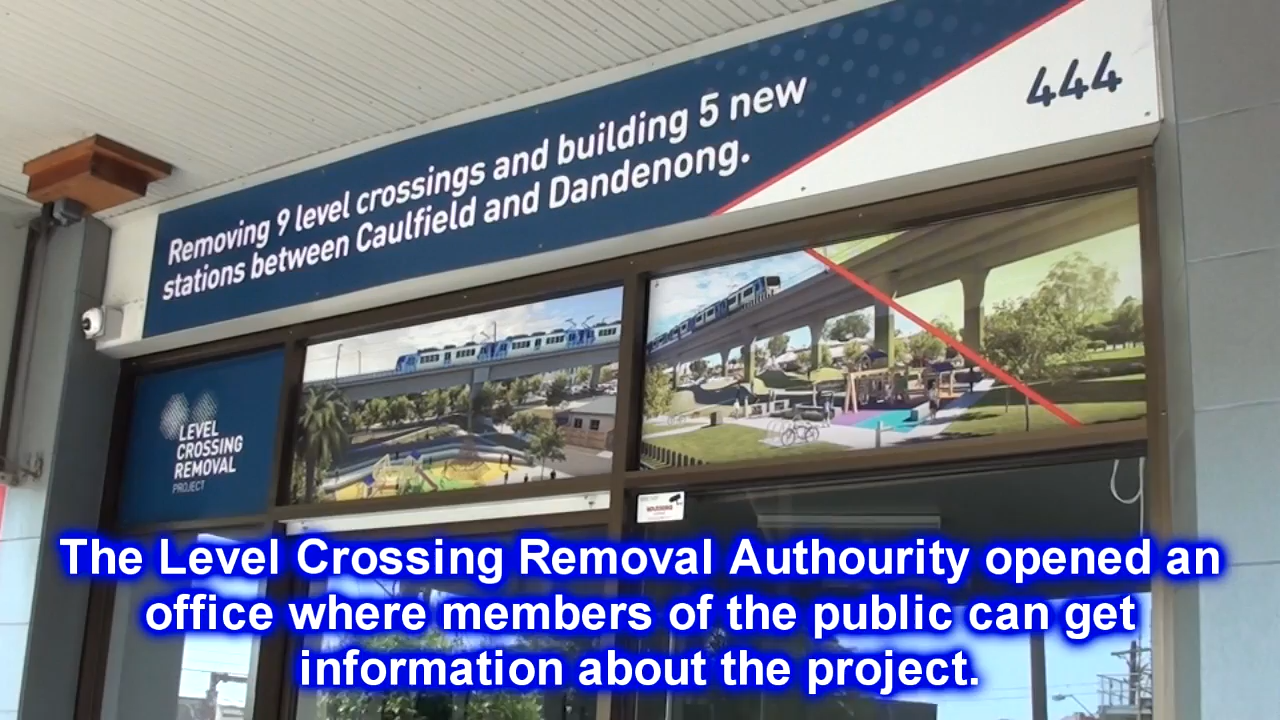 Removing 9 level crossings and building 5 new
stations between Caulfield and Dandenong.
444
LEVEL
CROSSING
REMOVAL
PROJECT
WARNING
The Level Crossing Removal Authourity opened an
office where members of the public can get
information about the project.